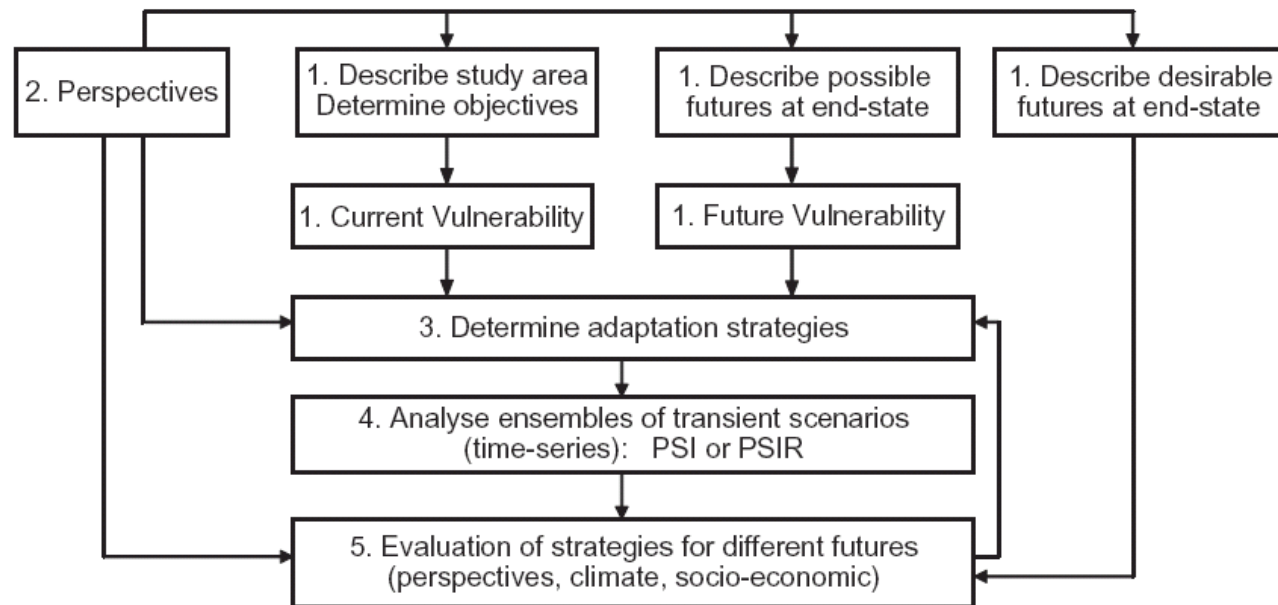 2. Perspectives
1. Describe study area
Determine objectives
1. Describe possible
futures at end-state
1. Describe desirable
futures at end-state
1. Current Vulnerability
1. Future Vulnerability
3. Determine adaptation strategies
4. Analyse ensembles of transient scenarios
(time-series): PSI or PSIR
5. Evaluation of strategies for different futures
(perspectives, climate, socio-economic)